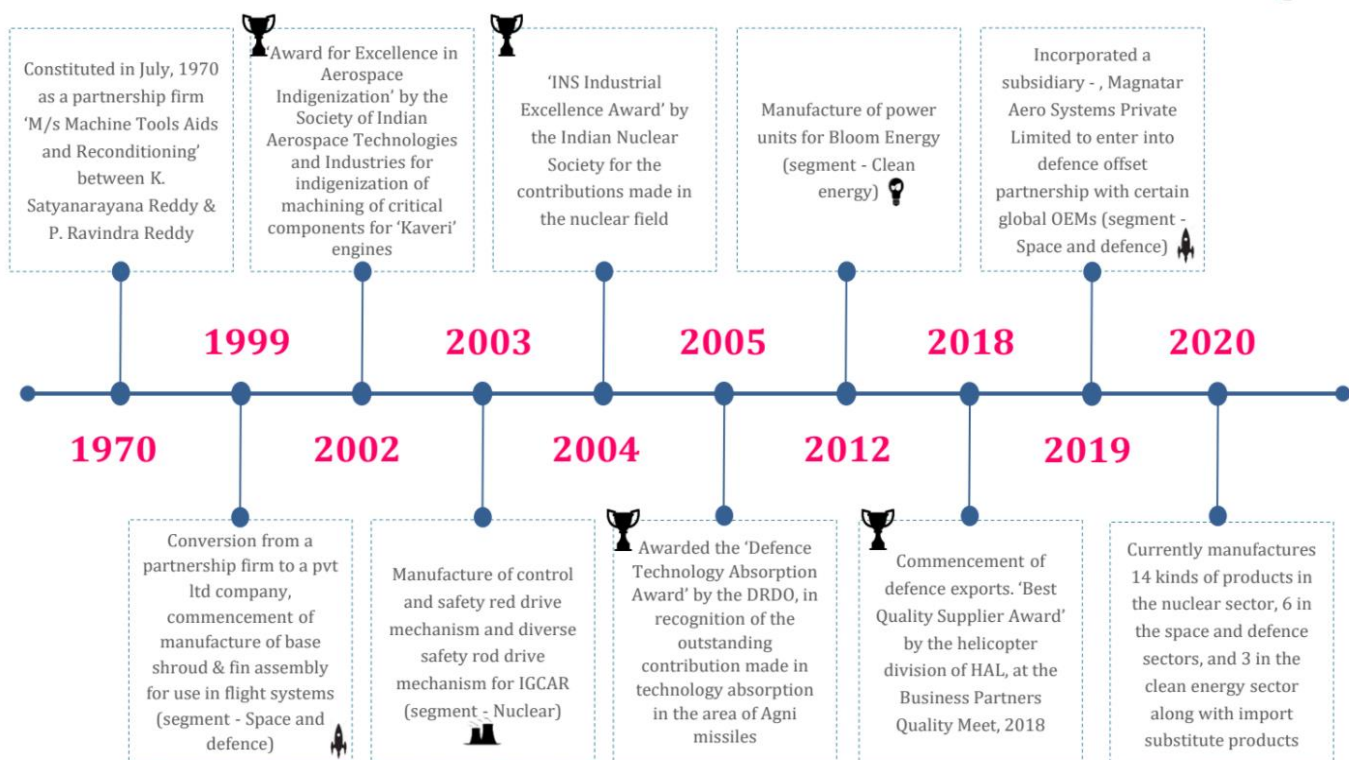 Constituted in July, 1970
as a partnership firm
‘M/s Machine Tools Aids
and Reconditioning’
between K.
Satyanarayana Reddy &
P. Ravindra Reddy
‘Award for Excellence in
Aerospace
Indigenization’ by the
Society of Indian
Aerospace Technologies
and Industries for
indigenization of
machining of critical
components for ‘Kaveri’
engines
‘INS Industrial
Excellence Award’ by
the Indian Nuclear
Society for the
contributions made in
the nuclear field
Manufacture of power
units for Bloom Energy
(segment - Clean
energy)
Incorporated a
subsidiary - , Magnatar
Aero Systems Private
Limited to enter into
defence offset
partnership with certain
global OEMs (segment -
Space and defence)
1999 2003 2005 2018 2020
1970 2002 2004 2012 2019
Conversion from a
partnership firm to a pvt
ltd company,
commencement of
manufacture of base
shroud & fin assembly
for use in flight systems
(segment - Space and
defence)
Manufacture of control
and safety red drive
mechanism and diverse
safety rod drive
mechanism for IGCAR
(segment - Nuclear)
Awarded the ‘Defence
Technology Absorption
Award’ by the DRDO, in
recognition of the
outstanding
contribution made in
technology absorption
in the area of Agni
missiles
Commencement of
defence exports. ‘Best
Quality Supplier Award’
by the helicopter
division of HAL, at the
Business Partners
Quality Meet, 2018
Currently manufactures
14 kinds of products in
the nuclear sector, 6 in
the space and defence
sectors, and 3 in the
clean energy sector
along with import
substitute products